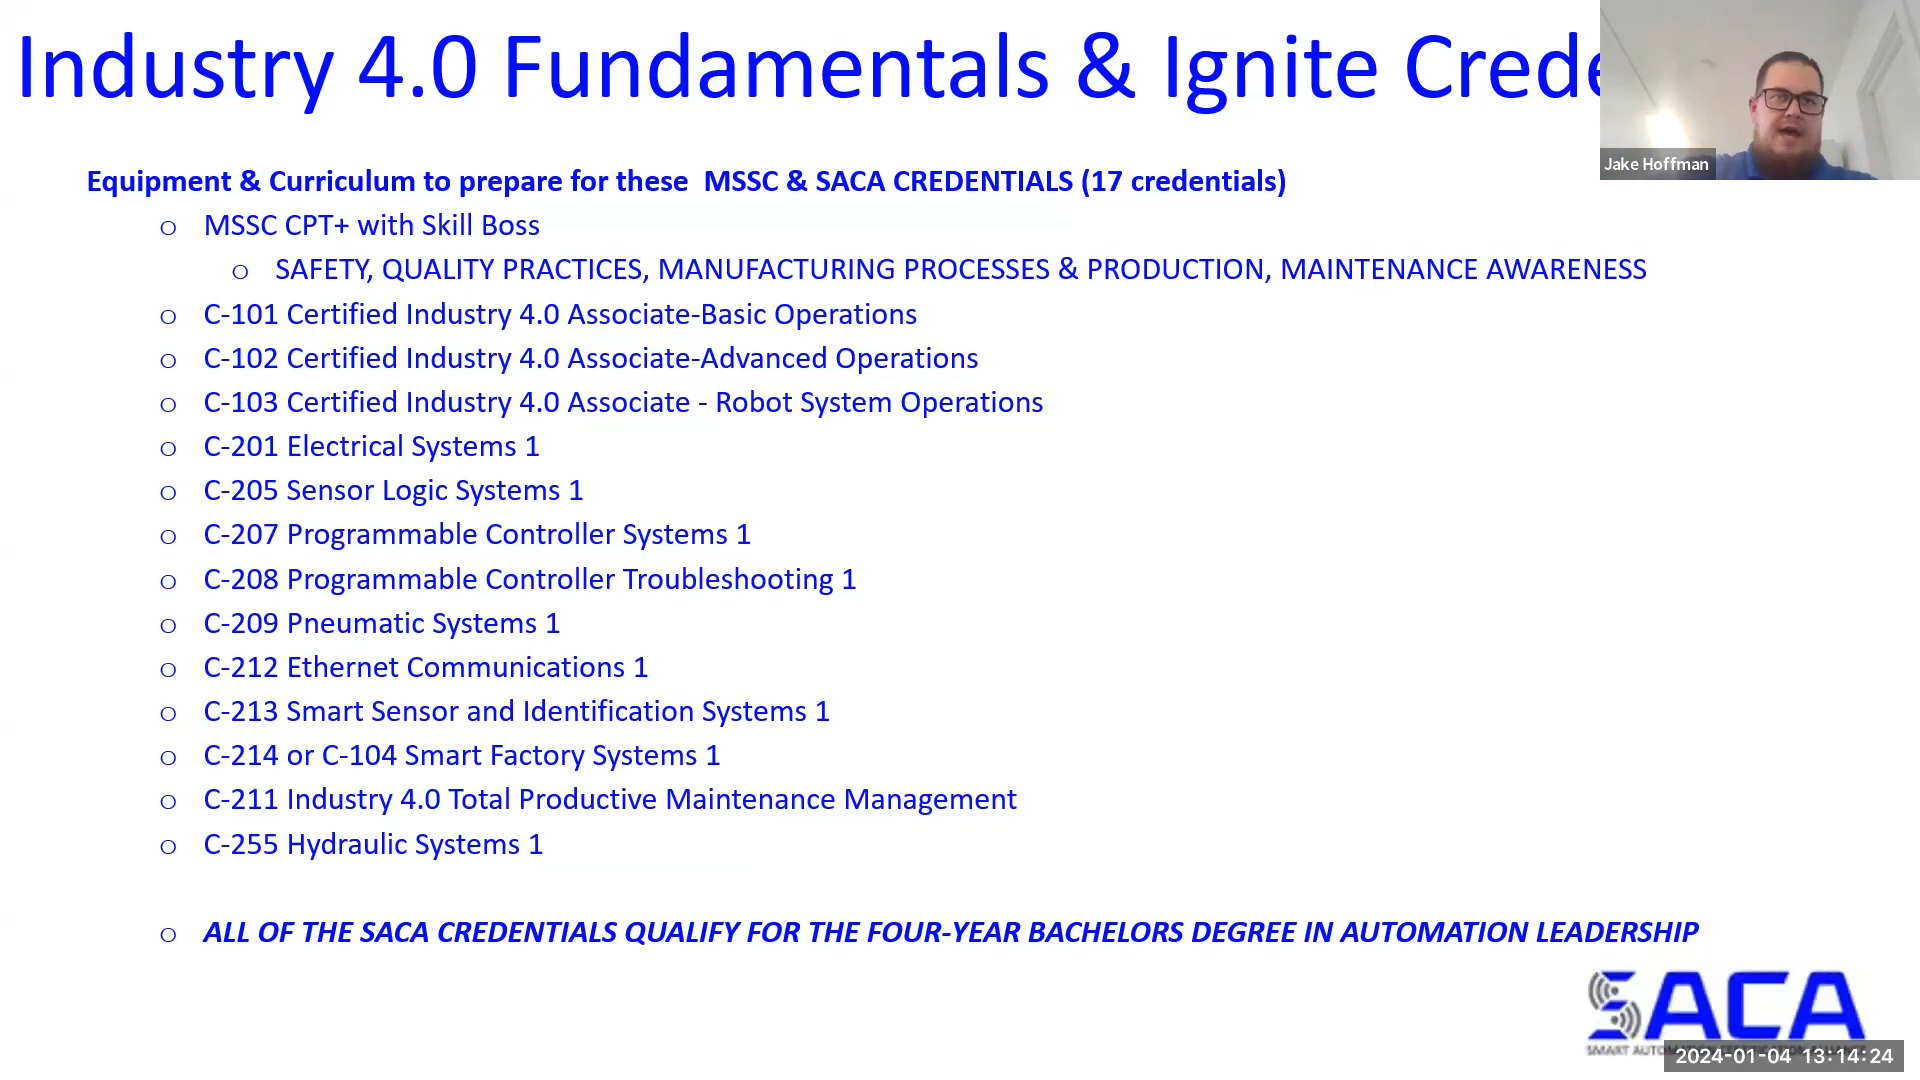 Industry 4.0 Fundamentals & Ignite Crede
Jake Hoffman
Equipment & Curriculum to prepare for these MSSC & SACA CREDENTIALS (17 credentials)
o MSSC CPT+ with Skill Boss
o SAFETY, QUALITY PRACTICES, MANUFACTURING PROCESSES & PRODUCTION, MAINTENANCE AWARENESS
o C-101 Certified Industry 4.0 Associate-Basic Operations
o C-102 Certified Industry 4.0 Associate-Advanced Operations
o C-103 Certified Industry 4.0 Associate - Robot System Operations
o C-201 Electrical Systems 1
o C-205 Sensor Logic Systems 1
o C-207 Programmable Controller Systems 1
o C-208 Programmable Controller Troubleshooting 1
o C-209 Pneumatic Systems 1
o C-212 Ethernet Communications 1
o C-213 Smart Sensor and Identification Systems 1
o C-214 or C-104 Smart Factory Systems 1
o C-211 Industry 4.0 Total Productive Maintenance Management
o C-255 Hydraulic Systems 1
o ALL OF THE SACA CREDENTIALS QUALIFY FOR THE FOUR-YEAR BACHELORS DEGREE IN AUTOMATION LEADERSHIP
SACA
SMART
2024-01-04 13:14:24